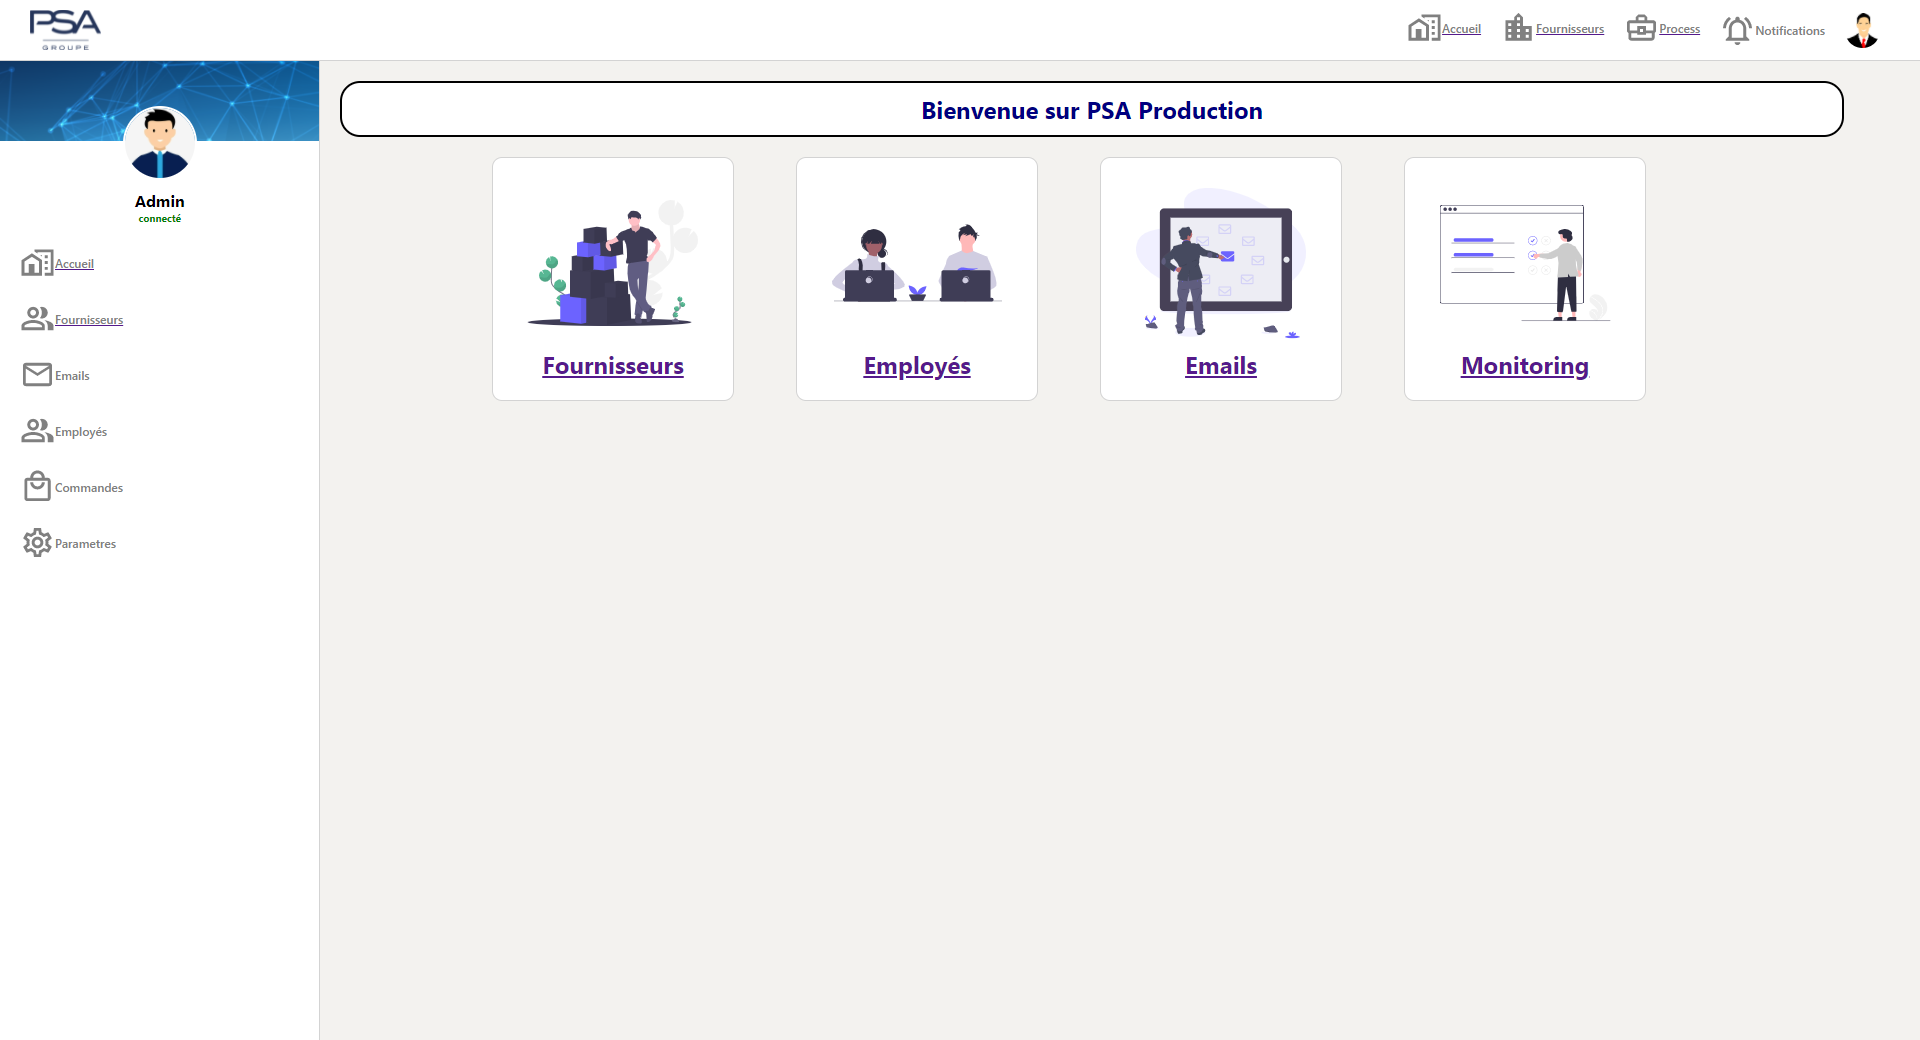 PSA
GROUPE
Accueil
Fournisseurs
Process
Notifications
Admin
connecté
Accueil
Fournisseurs
Emails
Employés
Commandes
Parametres
Bienvenue sur PSA Production
Fournisseurs
Employés
Emails
Monitoring